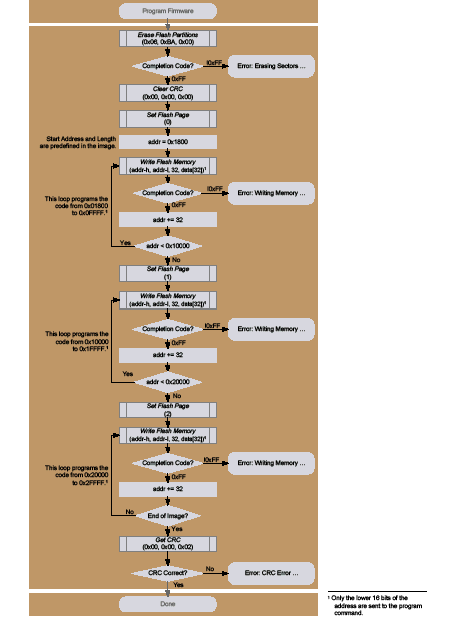 Program Firmware
Erase Flash Partitions
(0x06, 0xBA, 0x00)
Completion Code?
!0xFF
Error: Erasing Sectors ...
0xFF
Clear CRC
(0x00, 0x00, 0x00)
Set Flash Page
(0)
Start Address and Length
are predefined in the image.
addr = 0x1800
Write Flash Memory
(addr-h, addr-l, 32, data[32])¹
This loop programs the
code from 0x01800
to 0x0FFFF.¹
Completion Code?
!0xFF
Error: Writing Memory ...
0xFF
addr += 32
Yes
addr < 0x10000
No
Set Flash Page
(1)
Write Flash Memory
(addr-h, addr-l, 32, data[32])¹
This loop programs the
code from 0x10000
to 0x1FFFF.¹
Completion Code?
!0xFF
Error: Writing Memory ...
0xFF
addr += 32
Yes
addr < 0x20000
No
Set Flash Page
(2)
Write Flash Memory
(addr-h, addr-l, 32, data[32])¹
This loop programs the
code from 0x20000
to 0x2FFFF.¹
Completion Code?
!0xFF
Error: Writing Memory ...
0xFF
addr += 32
No
End of Image?
Yes
Get CRC
(0x00, 0x00, 0x02)
CRC Correct?
No
Error: CRC Error ...
Yes
Done
¹ Only the lower 16 bits of the
address are sent to the program
command.